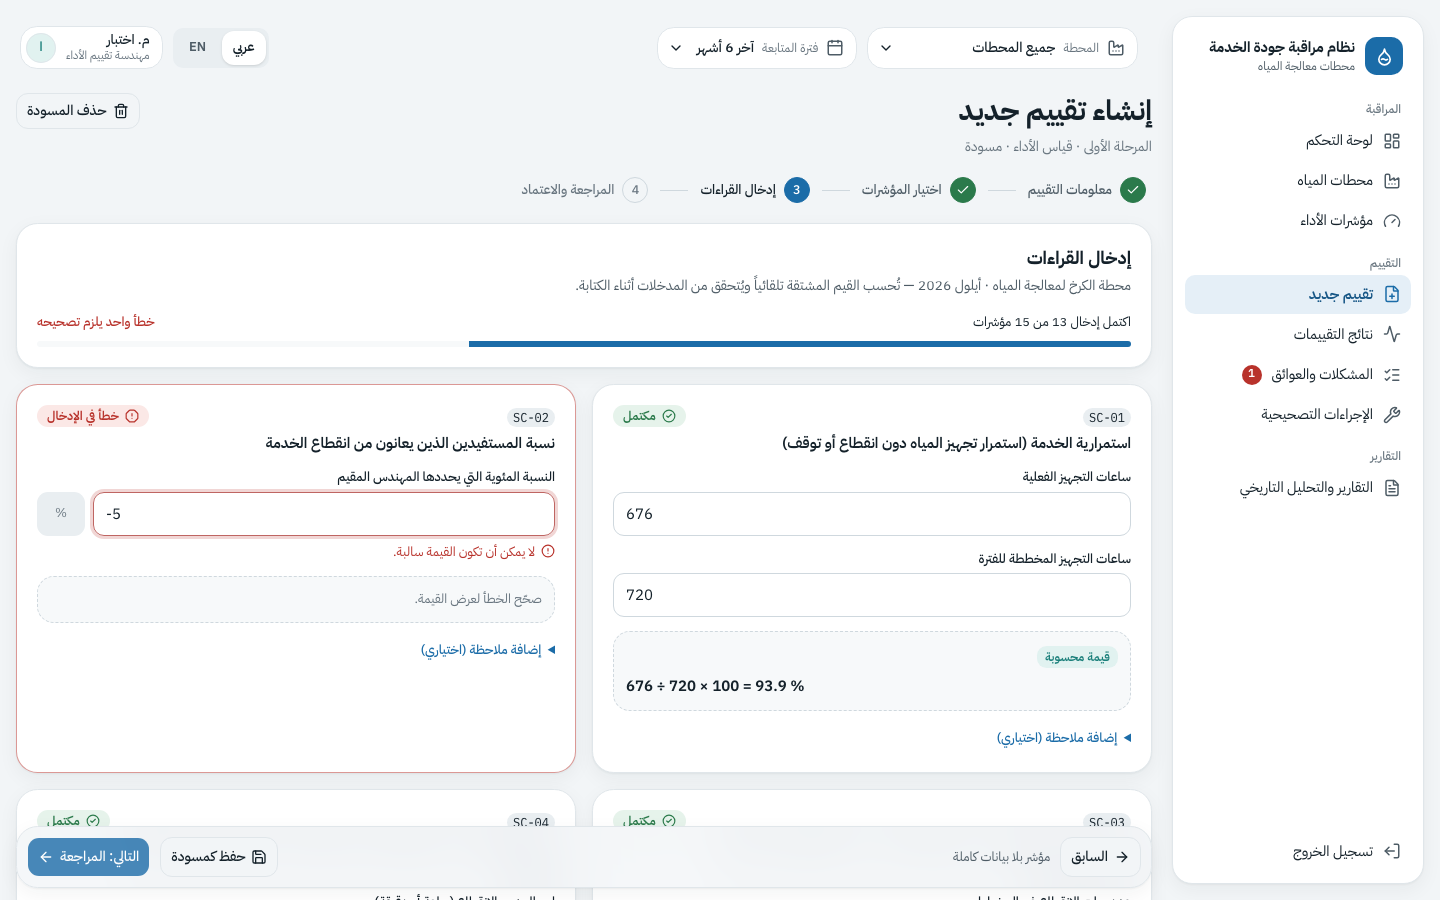 نظام مراقبة جودة الخدمة
محطات معالجة المياه
المراقبة
لوحة التحكم
محطات المياه
مؤشرات الأداء
التقييم
تقييم جديد
نتائج التقييمات
المشكلات والعوائق 1
الإجراءات التصحيحية
التقارير
التقارير والتحليل التاريخي
تسجيل الخروج
المحطة جميع المحطات
فترة المتابعة آخر 6 أشهر
عربي
EN
م. اختبار
مهندسة تقييم الأداء
ا
إنشاء تقييم جديد
المرحلة الأولى · قياس الأداء · مسودة
حذف المسودة
معلومات التقييم
اختيار المؤشرات
3 إدخال القراءات
4 المراجعة والاعتماد
إدخال القراءات
محطة الكرخ لمعالجة المياه · أيلول 2026 — تُحسب القيم المشتقة تلقائياً ويُتحقق من المدخلات أثناء الكتابة.
اكتمل إدخال 13 من 15 مؤشرات
خطأ واحد يلزم تصحيحه
SC-01
مكتمل
استمرارية الخدمة (استمرار تجهيز المياه دون انقطاع أو توقف)
ساعات التجهيز الفعلية
676
ساعات التجهيز المخططة للفترة
720
قيمة محسوبة
676 ÷ 720 × 100 = 93.9 %
إضافة ملاحظة (اختياري)
SC-02
خطأ في الإدخال
نسبة المستفيدين الذين يعانون من انقطاع الخدمة
النسبة المئوية التي يحددها المهندس المقيم
-5
%
لا يمكن أن تكون القيمة سالبة.
صحّح الخطأ لعرض القيمة.
إضافة ملاحظة (اختياري)
SC-03
مكتمل
SC-04
مكتمل
السابق
مؤشر بلا بيانات كاملة
حفظ كمسودة
التالي: المراجعة